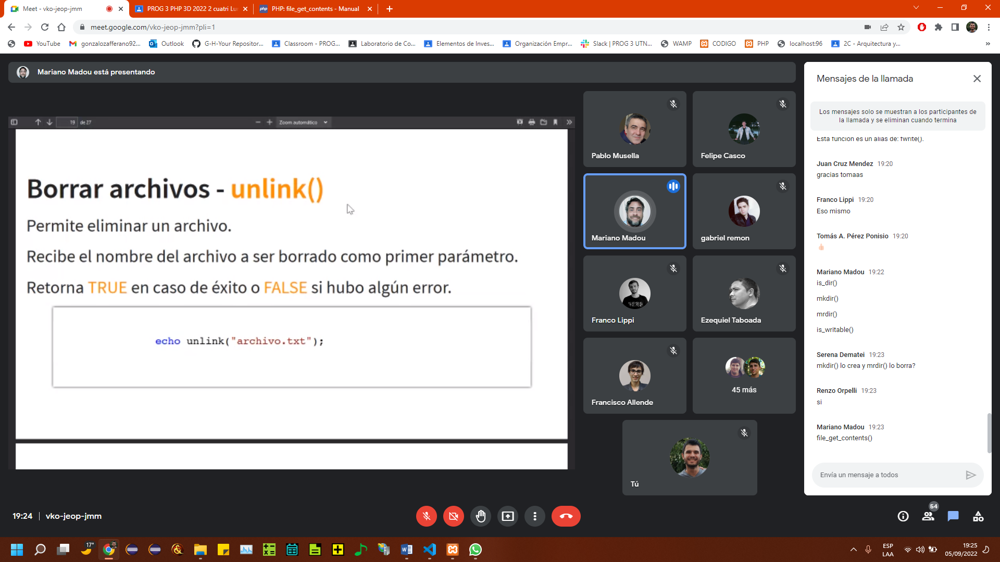 Meet - vko-jeop-jmm
PROG 3 PHP 3D 2022 2 cuatri Lu
php PHP: file_get_contents - Manual
meet.google.com/vko-jeop-jmm?pli=1
YouTube
gonzalozafferano92...
Outlook
G-H-Your Repositor...
Classroom - PROG...
Laboratorio de Co...
Elementos de Inves...
Organización Empr...
Slack | PROG 3 UTN...
WAMP
CODIGO
PHP
localhost:96
2C - Arquitectura y...
»
Mariano Madou está presentando
19 de 27
Zoom automático
Borrar archivos - unlink()
Permite eliminar un archivo.
Recibe el nombre del archivo a ser borrado como primer parámetro.
Retorna TRUE en caso de éxito o FALSE si hubo algún error.
echo unlink("archivo.txt");
Pablo Musella
Felipe Casco
Mariano Madou
gabriel remon
Franco Lippi
Ezequiel Taboada
Francisco Allende
45 más
Tú
Mensajes de la llamada
Los mensajes solo se muestran a los participantes de
la llamada y se eliminan cuando termina
Esta función es un alias de: fwrite().
Juan Cruz Mendez 19:20
gracias tomaas
Franco Lippi 19:20
Eso mismo
Tomás A. Pérez Ponisio 19:20
👍🏻
Mariano Madou 19:22
is_dir()
mkdir()
mrdir()
is_writable()
Serena Dematei 19:23
mkdir() lo crea y mrdir() lo borra?
Renzo Orpelli 19:23
si
Mariano Madou 19:23
file_get_contents()
Envía un mensaje a todos
19:24 | vko-jeop-jmm
54
17°
ESP
LAA
19:25
05/09/2022